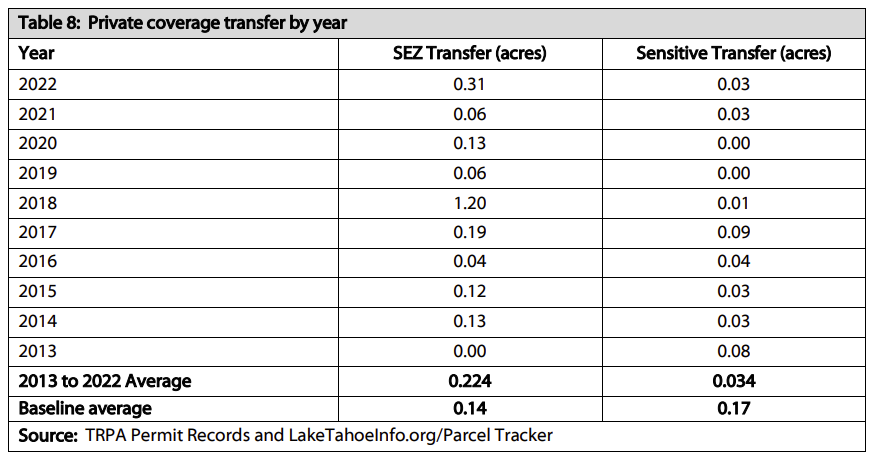 Table 8: Private coverage transfer by year
Year SEZ Transfer (acres) Sensitive Transfer (acres)
2022 0.31 0.03
2021 0.06 0.03
2020 0.13 0.00
2019 0.06 0.00
2018 1.20 0.01
2017 0.19 0.09
2016 0.04 0.04
2015 0.12 0.03
2014 0.13 0.03
2013 0.00 0.08
2013 to 2022 Average 0.224 0.034
Baseline average 0.14 0.17
Source: TRPA Permit Records and LakeTahoeInfo.org/Parcel Tracker